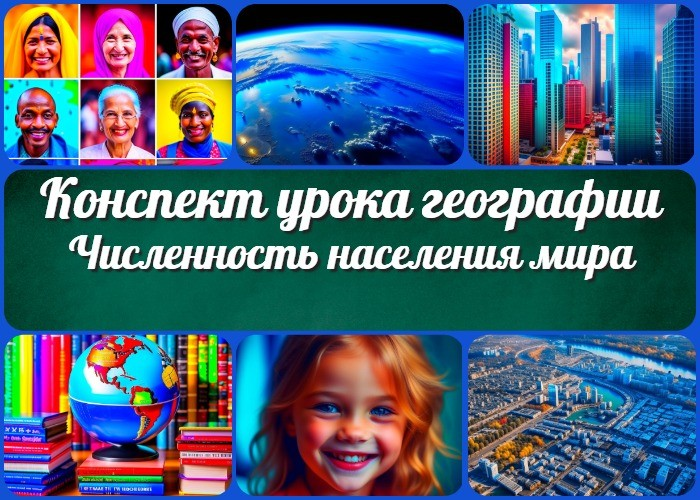 Конспект урока географии
Численность населения мира